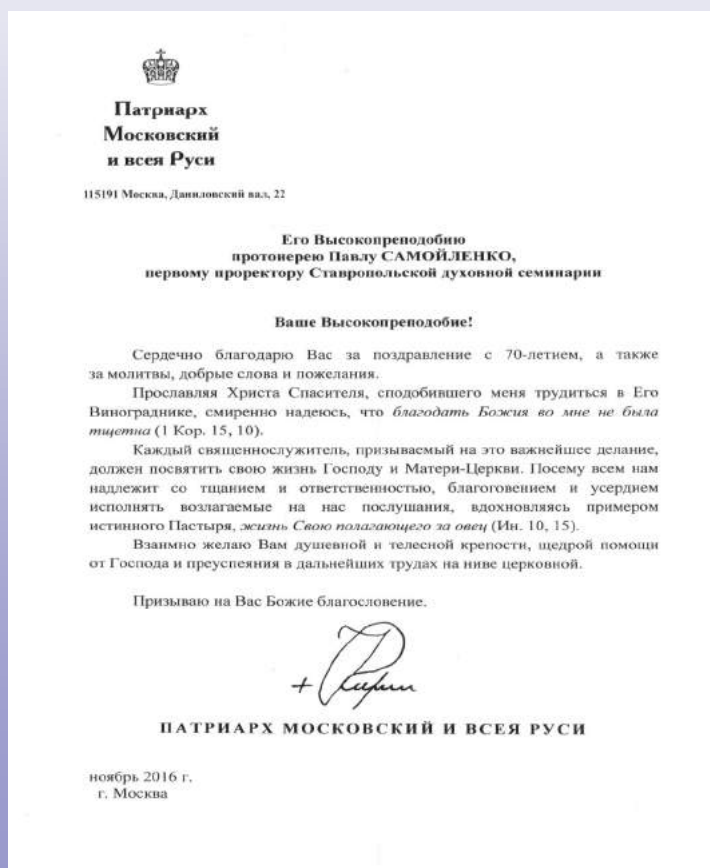 Патриарх
Московский
и всея Руси
115191 Москва, Даниловский вал, 22
Его Высокопреподобию
протоиерею Павлу САМОЙЛЕНКО,
первому проректору Ставропольской духовной семинарии
Ваше Высокопреподобие!
Сердечно благодарю Вас за поздравление с 70-летием, а также
за молитвы, добрые слова и пожелания.
Прославляя Христа Спасителя, сподобившего меня трудиться в Его
Винограднике, смиренно надеюсь, что благодать Божия во мне не была
тщетна (1 Кор. 15, 10).
Каждый священнослужитель, призываемый на это важнейшее делание,
должен посвятить свою жизнь Господу и Матери-Церкви. Посему всем нам
надлежит со тщанием и ответственностью, благоговением и усердием
исполнять возлагаемые на нас послушания, вдохновляясь примером
истинного Пастыря, жизнь Свою полагающего за овец (Ин. 10, 15).
Взаимно желаю Вам душевной и телесной крепости, щедрой помощи
от Господа и преуспеяния в дальнейших трудах на ниве церковной.
Призываю на Вас Божие благословение.
+ Кирилл
ПАТРИАРХ МОСКОВСКИЙ И ВСЕЯ РУСИ
ноябрь 2016 г.
г. Москва